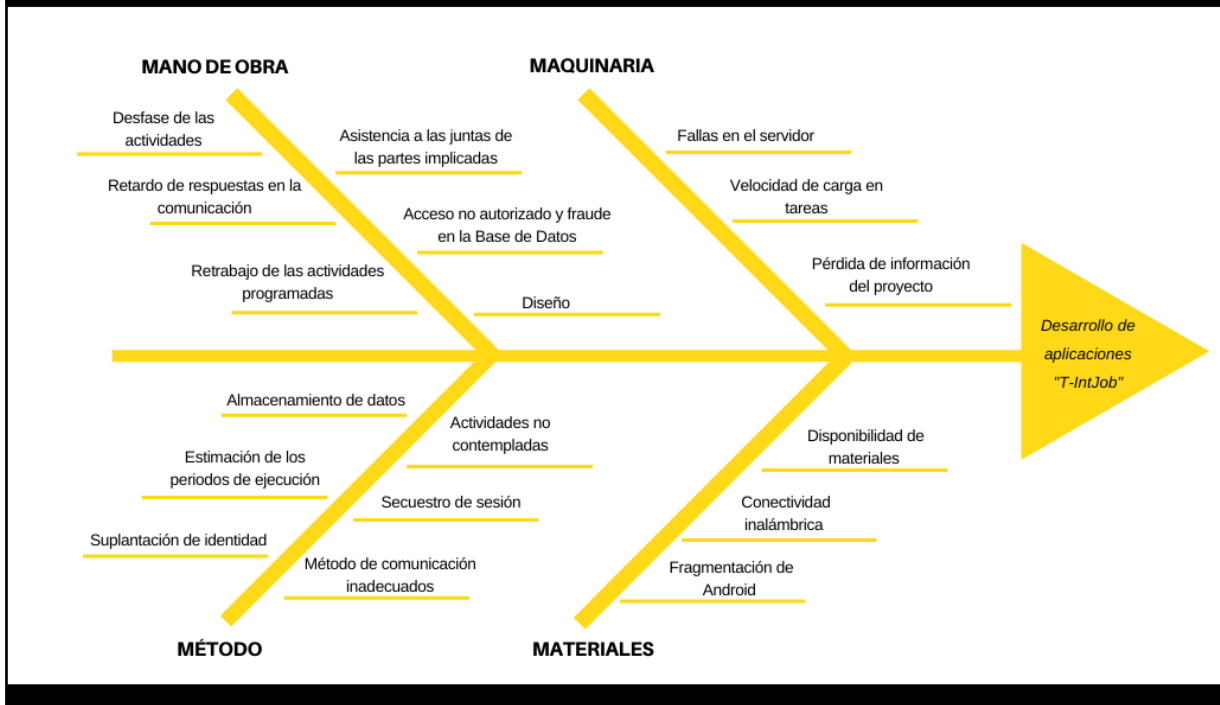 MANO DE OBRA
Desfase de las
actividades
Retardo de respuestas en la
comunicación
Retrabajo de las actividades
programadas
Asistencia a las juntas de
las partes implicadas
Acceso no autorizado y fraude
en la Base de Datos
Diseño
MAQUINARIA
Fallas en el servidor
Velocidad de carga en
tareas
Pérdida de información
del proyecto
Desarrollo de
aplicaciones
"T-IntJob"
Almacenamiento de datos
Estimación de los
periodos de ejecución
Suplantación de identidad
Actividades no
contempladas
Secuestro de sesión
Método de comunicación
inadecuados
MÉTODO
Disponibilidad de
materiales
Conectividad
inalámbrica
Fragmentación de
Android
MATERIALES